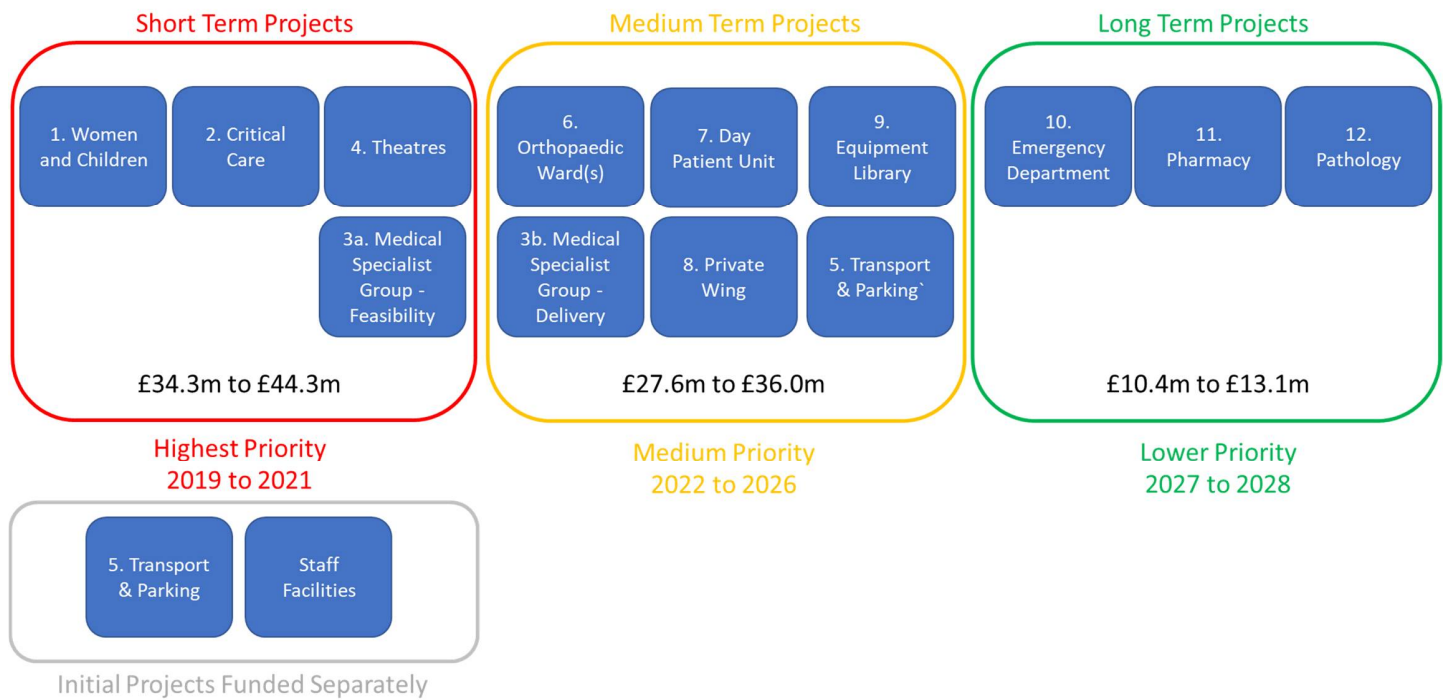 Short Term Projects
1. Women
and Children
2. Critical
Care
4. Theatres
3a. Medical
Specialist
Group -
Feasibility
£34.3m to £44.3m
Highest Priority
2019 to 2021
Medium Term Projects
6.
Orthopaedic
Ward(s)
7. Day
Patient Unit
9.
Equipment
Library
3b. Medical
Specialist
Group -
Delivery
8. Private
Wing
5. Transport
& Parking`
£27.6m to £36.0m
Medium Priority
2022 to 2026
Long Term Projects
10.
Emergency
Department
11.
Pharmacy
12.
Pathology
£10.4m to £13.1m
Lower Priority
2027 to 2028
5. Transport
& Parking
Staff
Facilities
Initial Projects Funded Separately